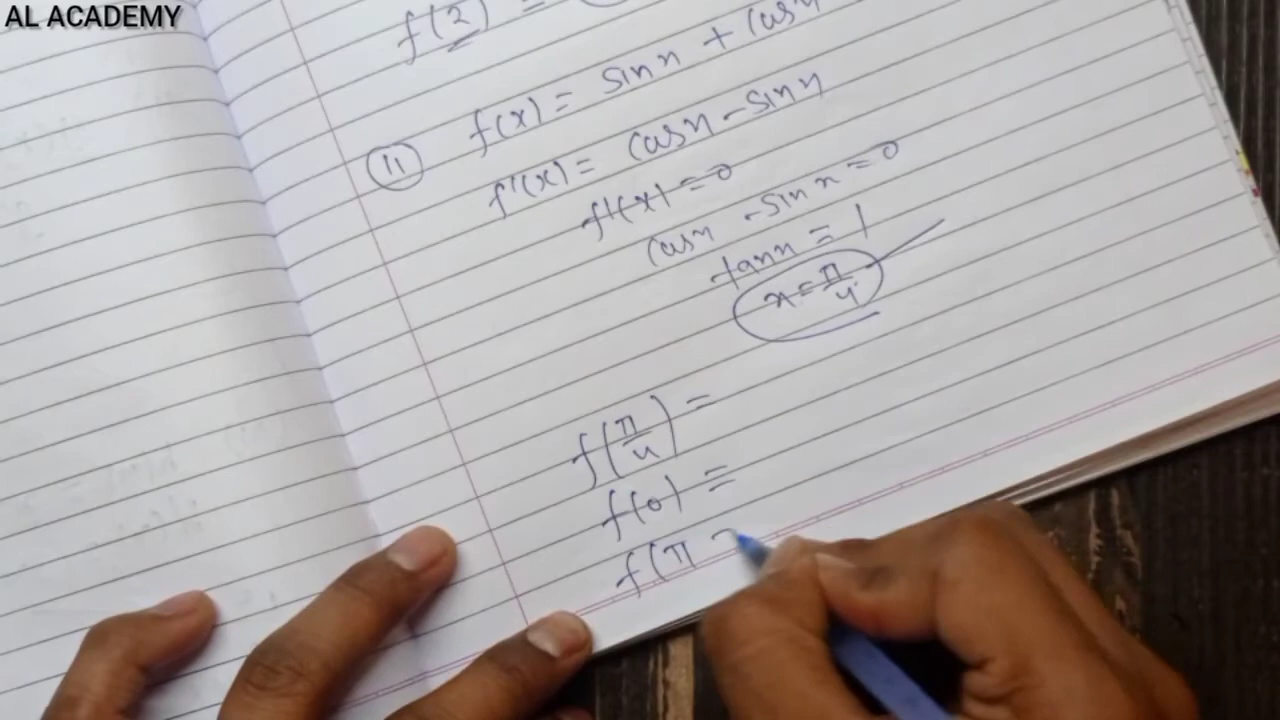 AL ACADEMY
f(2) =
(11) f(x) = sin x + cos x
f'(x) = cos x - sin x
f'(x) = 0
cos x - sin x = 0
tan x = 1
x = π/4
f(π/4) =
f(0) =
f(π =